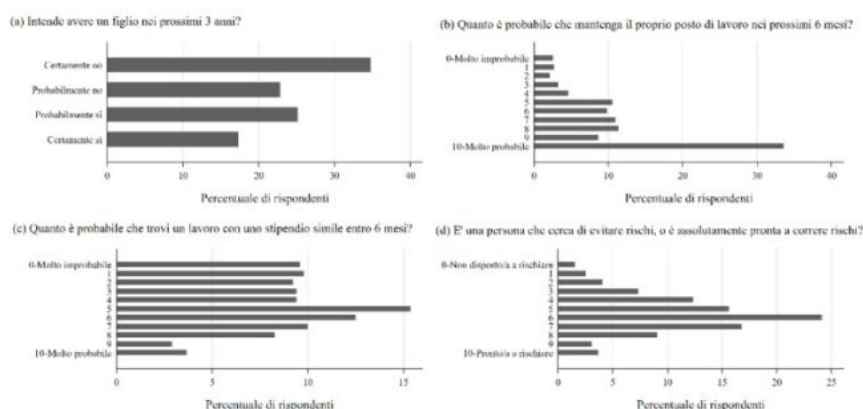 (a) Intende avere un figlio nei prossimi 3 anni?
Certamente no
Probabilmente no
Probabilmente sì
Certamente sì
0 10 20 30 40
Percentuale di rispondenti
(b) Quanto è probabile che mantenga il proprio posto di lavoro nei prossimi 6 mesi?
0-Molto improbabile
1
2
3
4
5
6
7
8
9
10-Molto probabile
0 10 20 30 40
Percentuale di rispondenti
(c) Quanto è probabile che trovi un lavoro con uno stipendio simile entro 6 mesi?
0-Molto improbabile
1
2
3
4
5
6
7
8
9
10-Molto probabile
0 5 10 15
Percentuale di rispondenti
(d) E' una persona che cerca di evitare rischi, o è assolutamente pronta a correre rischi?
0-Non disposto/a a rischiare
1
2
3
4
5
6
7
8
9
10-Pronto/a a rischiare
0 5 10 15 20 25
Percentuale di rispondenti